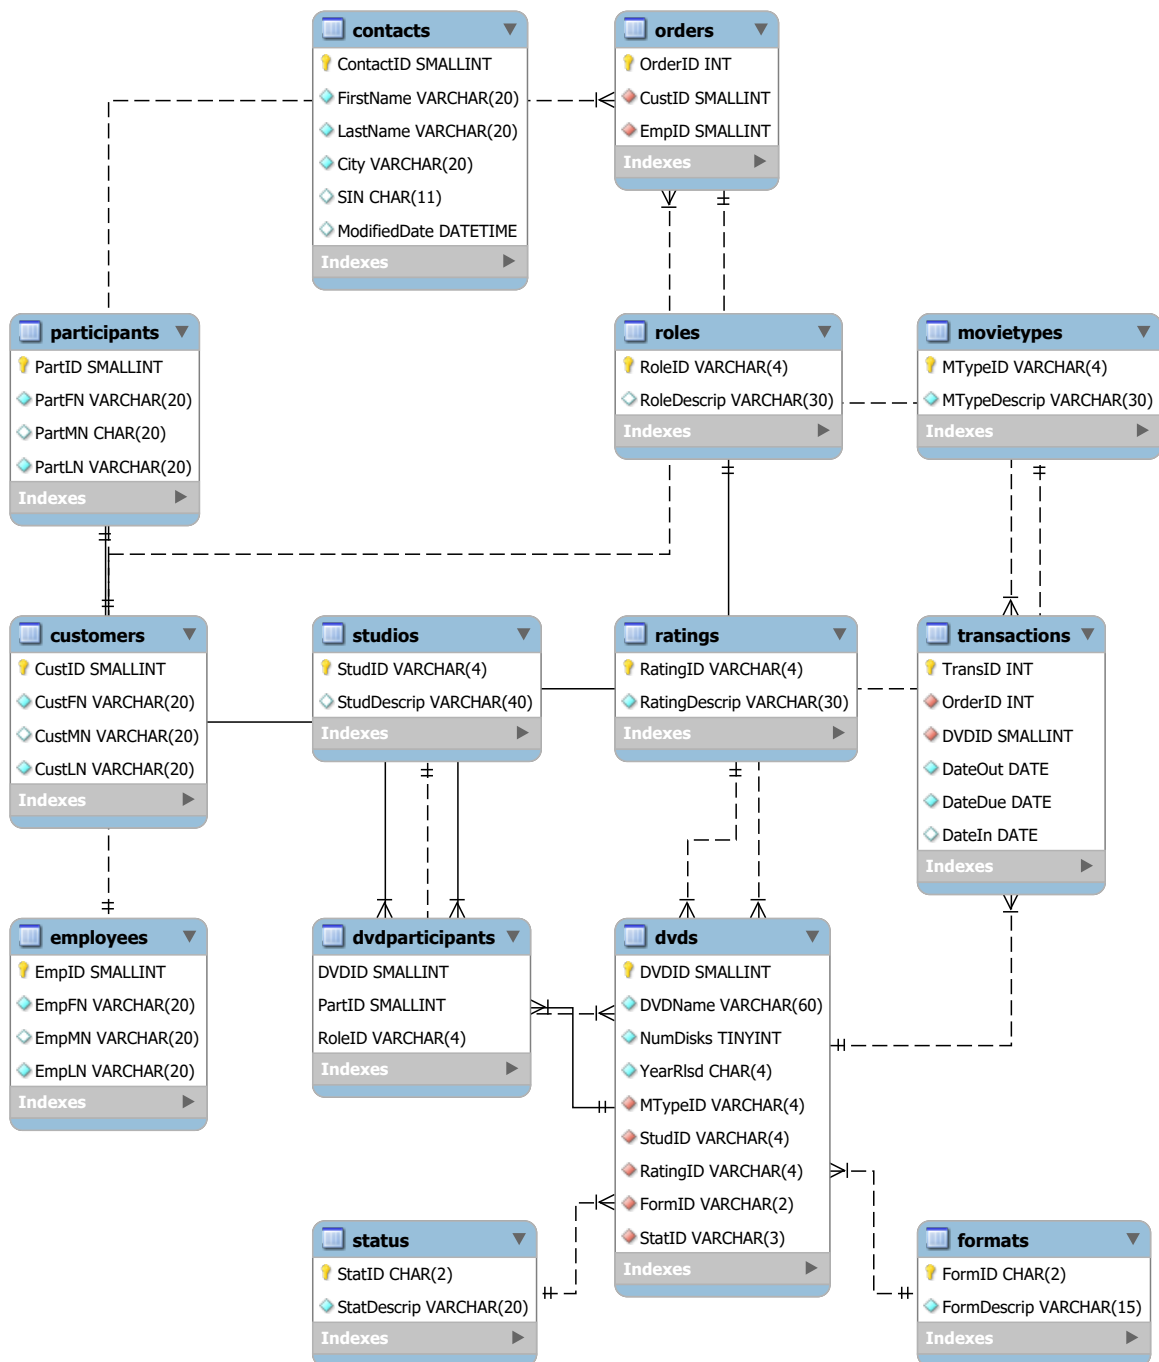 contacts
ContactID SMALLINT
FirstName VARCHAR(20)
LastName VARCHAR(20)
City VARCHAR(20)
SIN CHAR(11)
ModifiedDate DATETIME
Indexes
orders
OrderID INT
CustID SMALLINT
EmpID SMALLINT
Indexes
participants
PartID SMALLINT
PartFN VARCHAR(20)
PartMN CHAR(20)
PartLN VARCHAR(20)
Indexes
roles
RoleID VARCHAR(4)
RoleDescrip VARCHAR(30)
Indexes
movietypes
MTypeID VARCHAR(4)
MTypeDescrip VARCHAR(30)
Indexes
customers
CustID SMALLINT
CustFN VARCHAR(20)
CustMN VARCHAR(20)
CustLN VARCHAR(20)
Indexes
studios
StudID VARCHAR(4)
StudDescrip VARCHAR(40)
Indexes
ratings
RatingID VARCHAR(4)
RatingDescrip VARCHAR(30)
Indexes
transactions
TransID INT
OrderID INT
DVDID SMALLINT
DateOut DATE
DateDue DATE
DateIn DATE
Indexes
employees
EmpID SMALLINT
EmpFN VARCHAR(20)
EmpMN VARCHAR(20)
EmpLN VARCHAR(20)
Indexes
dvdparticipants
DVDID SMALLINT
PartID SMALLINT
RoleID VARCHAR(4)
Indexes
dvds
DVDID SMALLINT
DVDName VARCHAR(60)
NumDisks TINYINT
YearRlsd CHAR(4)
MTypeID VARCHAR(4)
StudID VARCHAR(4)
RatingID VARCHAR(4)
FormID VARCHAR(2)
StatID VARCHAR(3)
Indexes
status
StatID CHAR(2)
StatDescrip VARCHAR(20)
Indexes
formats
FormID CHAR(2)
FormDescrip VARCHAR(15)
Indexes